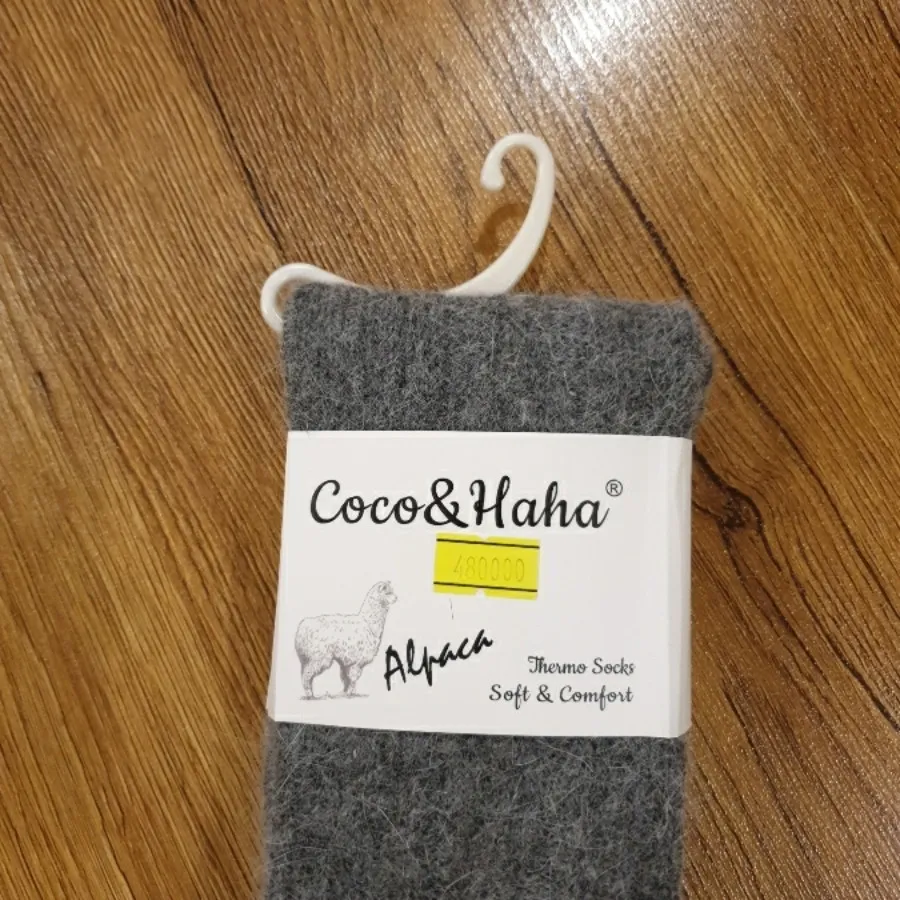 Coco&Haha®
480000
Alpaca
Thermo Socks
Soft & Comfort